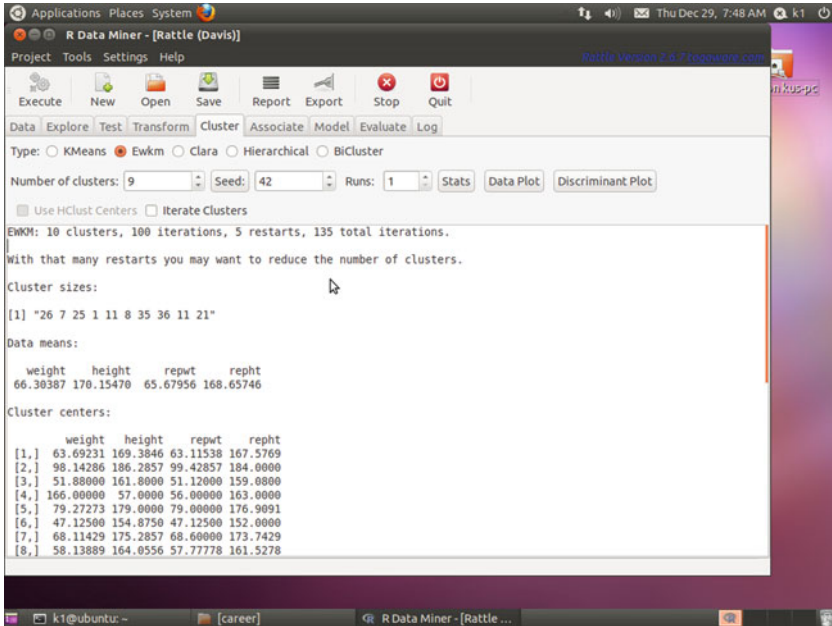 Applications Places System Thu Dec 29, 7:48 AM k1
R Data Miner - [Rattle (Davis)]
Project Tools Settings Help
Execute New Open Save Report Export Stop Quit
Data Explore Test Transform Cluster Associate Model Evaluate Log
Type: KMeans Ewkm Clara Hierarchical BiCluster
Number of clusters: 9 Seed: 42 Runs: 1 Stats Data Plot Discriminant Plot
Use HClust Centers Iterate Clusters
EWKM: 10 clusters, 100 iterations, 5 restarts, 135 total iterations.
With that many restarts you may want to reduce the number of clusters.
Cluster sizes:
[1] "26 7 25 1 11 8 35 36 11 21"
Data means:
weight height repwt repht
66.30387 170.15470 65.67956 168.65746
Cluster centers:
weight height repwt repht
[1,] 63.69231 169.3846 63.11538 167.5769
[2,] 98.14286 186.2857 99.42857 184.0000
[3,] 51.88000 161.8000 51.12000 159.0800
[4,] 166.00000 57.0000 56.00000 163.0000
[5,] 79.27273 179.0000 79.00000 176.9091
[6,] 47.12500 154.8750 47.12500 152.0000
[7,] 68.11429 175.2857 68.60000 173.7429
[8,] 58.13889 164.0556 57.77778 161.5278
k1@ubuntu: ~ [career] R Data Miner - [Rattle ...